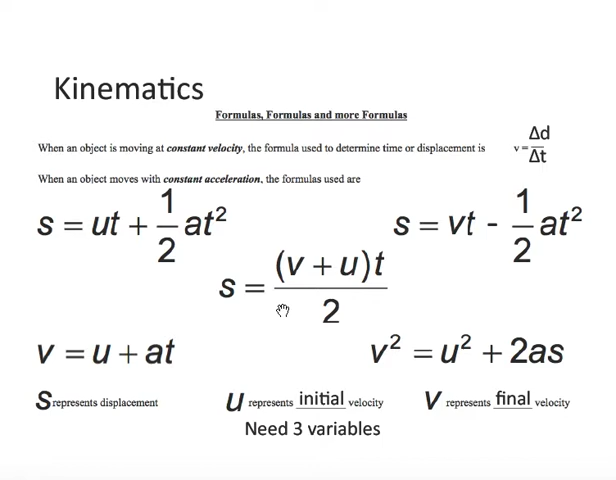 Kinematics
Formulas, Formulas and more Formulas
When an object is moving at constant velocity, the formula used to determine time or displacement is v = Δd/Δt
When an object moves with constant acceleration, the formulas used are
s = ut + 1/2 at² s = vt - 1/2 at²
s = (v + u)t / 2
v = u + at v² = u² + 2as
s represents displacement u represents initial velocity v represents final velocity
Need 3 variables